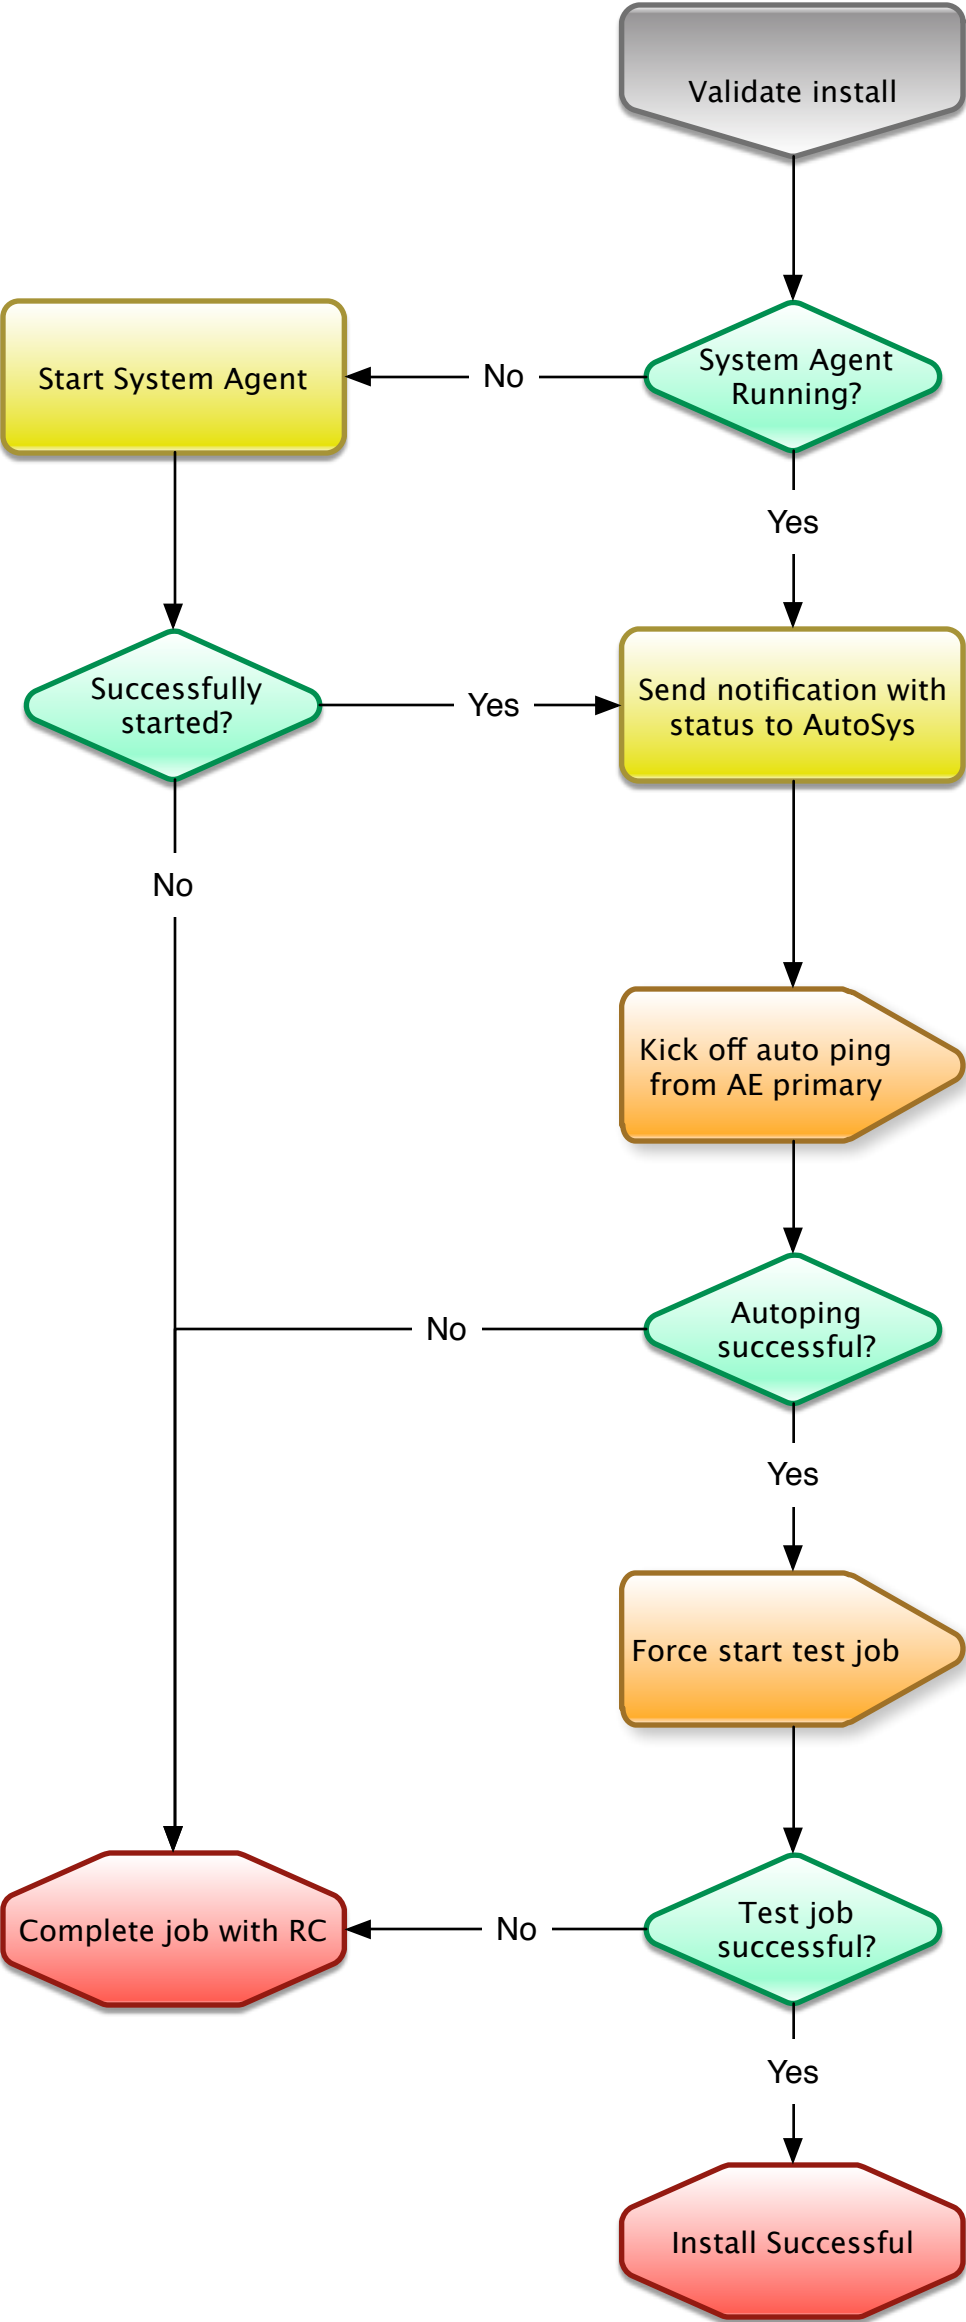 Validate install
System Agent
Running?
No
Start System Agent
Yes
Successfully
started?
Yes
Send notification with
status to AutoSys
No
Kick off auto ping
from AE primary
Autoping
successful?
No
Yes
Force start test job
Test job
successful?
No
Complete job with RC
Yes
Install Successful